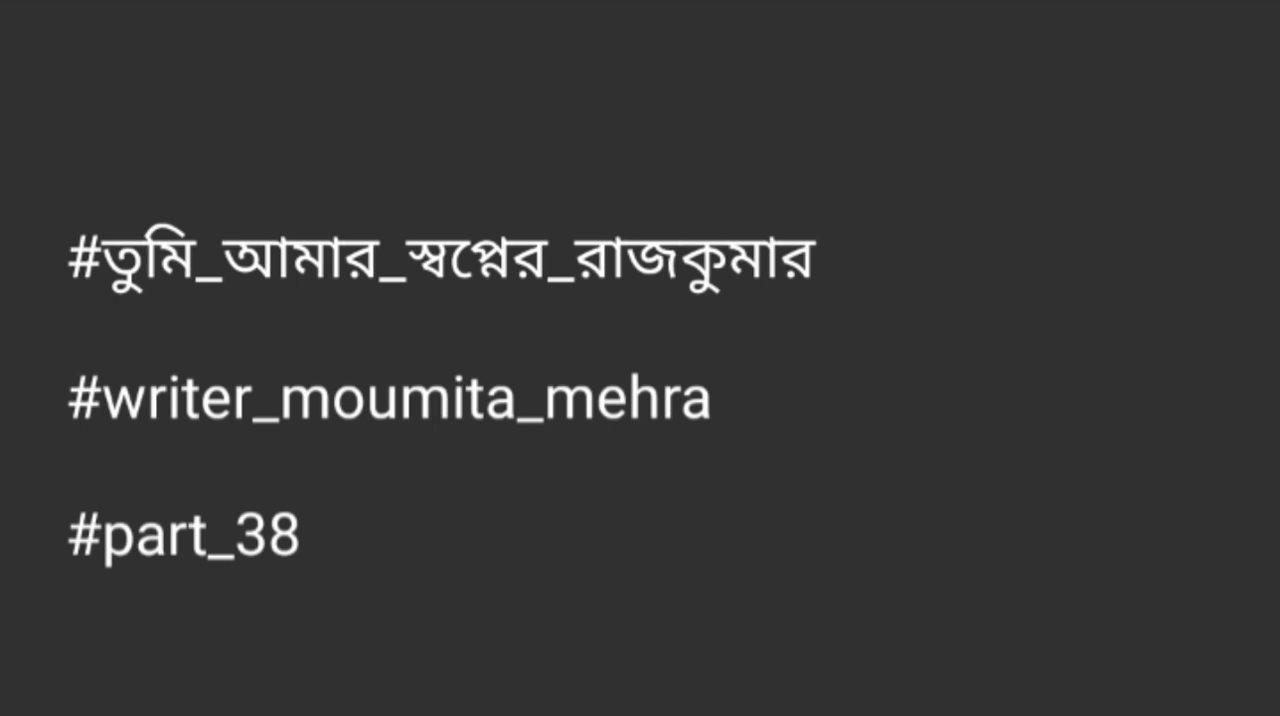 #তুমি_আমার_স্বপ্নের_রাজকুমার
#writer_moumita_mehra
#part_38